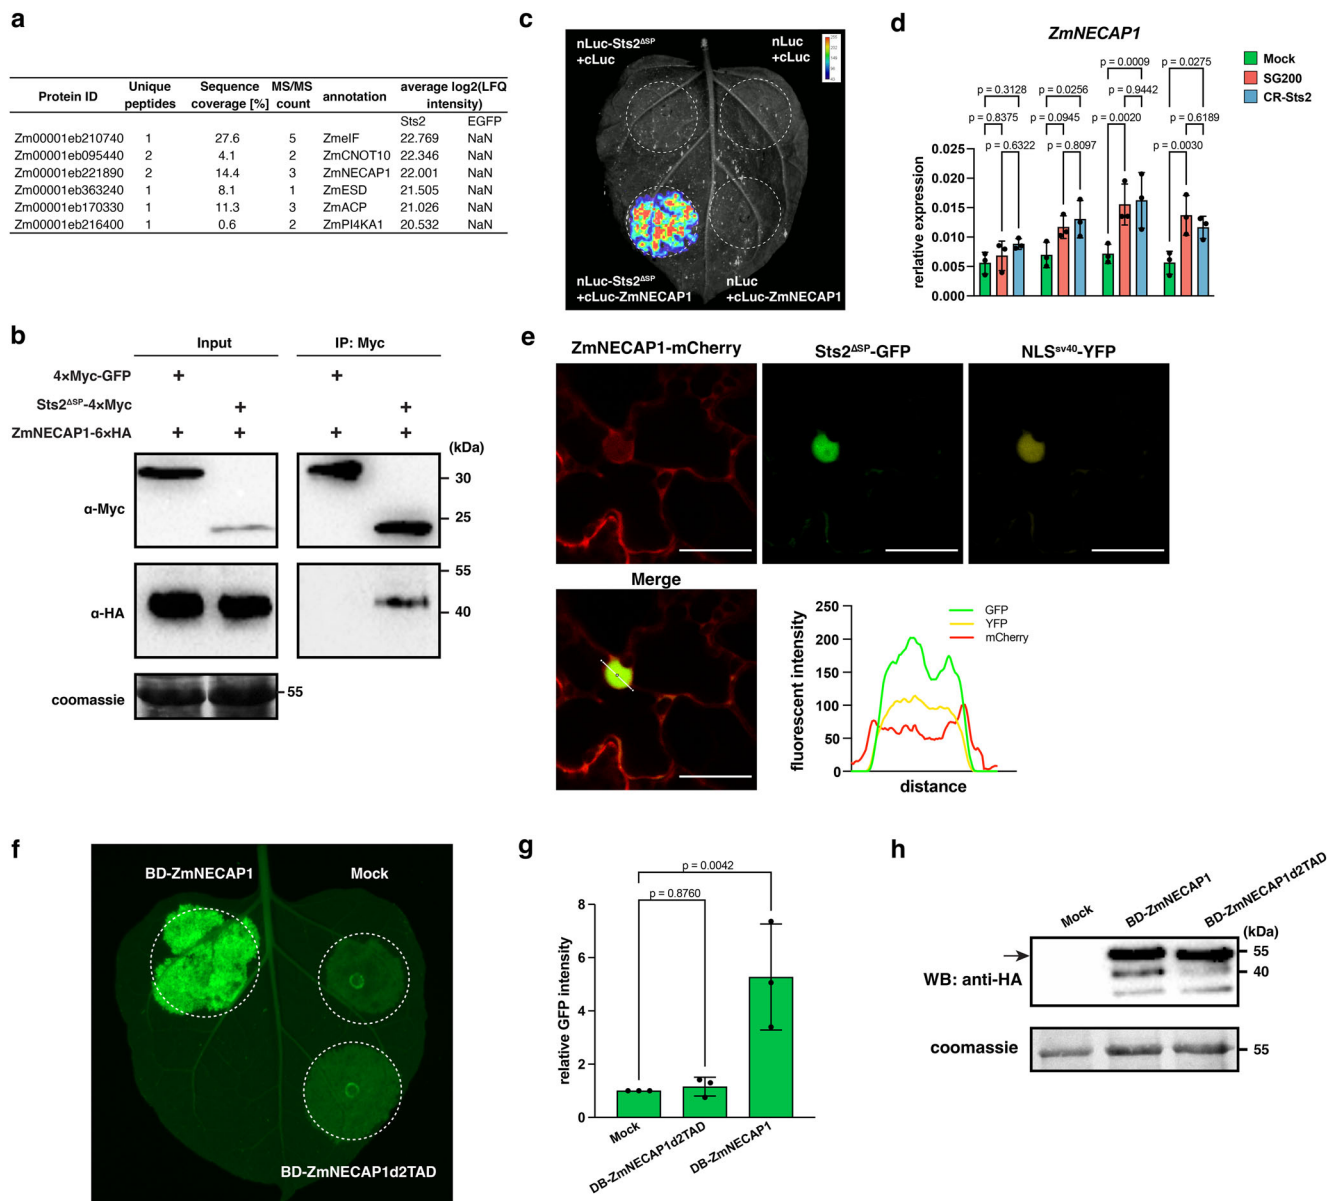 a
Protein ID Unique peptides Sequence coverage [%] MS/MS count annotation average log2(LFQ intensity)
Sts2 EGFP
Zm00001eb210740 1 27.6 5 ZmeIF 22.769 NaN
Zm00001eb095440 2 4.1 2 ZmCNOT10 22.346 NaN
Zm00001eb221890 2 14.4 3 ZmNECAP1 22.001 NaN
Zm00001eb363240 1 8.1 1 ZmESD 21.505 NaN
Zm00001eb170330 1 11.3 3 ZmACP 21.026 NaN
Zm00001eb216400 1 0.6 2 ZmPI4KA1 20.532 NaN
b
Input IP: Myc
4×Myc-GFP + +
Sts2ΔSP-4×Myc + +
ZmNECAP1-6×HA + + + +
(kDa)
α-Myc
30
25
α-HA
55
40
coomassie
55
c
nLuc-Sts2ΔSP
+cLuc
nLuc
+cLuc
nLuc-Sts2ΔSP
+cLuc-ZmNECAP1
nLuc
+cLuc-ZmNECAP1
d
ZmNECAP1
Mock
SG200
CR-Sts2
p = 0.0009 p = 0.0275
p = 0.3128 p = 0.0256 p = 0.9442
p = 0.8375 p = 0.0945 p = 0.0020 p = 0.6189
p = 0.6322 p = 0.8097 p = 0.0030
rerlative expression
0.025
0.020
0.015
0.010
0.005
0.000
e
ZmNECAP1-mCherry
Sts2ΔSP-GFP
NLSsv40-YFP
Merge
fluorescent intensity
250
200
150
100
50
0
GFP
YFP
mCherry
distance
f
BD-ZmNECAP1
Mock
BD-ZmNECAP1d2TAD
g
p = 0.0042
p = 0.8760
relative GFP intensity
8
6
4
2
0
Mock
DB-ZmNECAP1d2TAD
DB-ZmNECAP1
h
Mock
BD-ZmNECAP1
BD-ZmNECAP1d2TAD
(kDa)
WB: anti-HA
55
40
coomassie
55